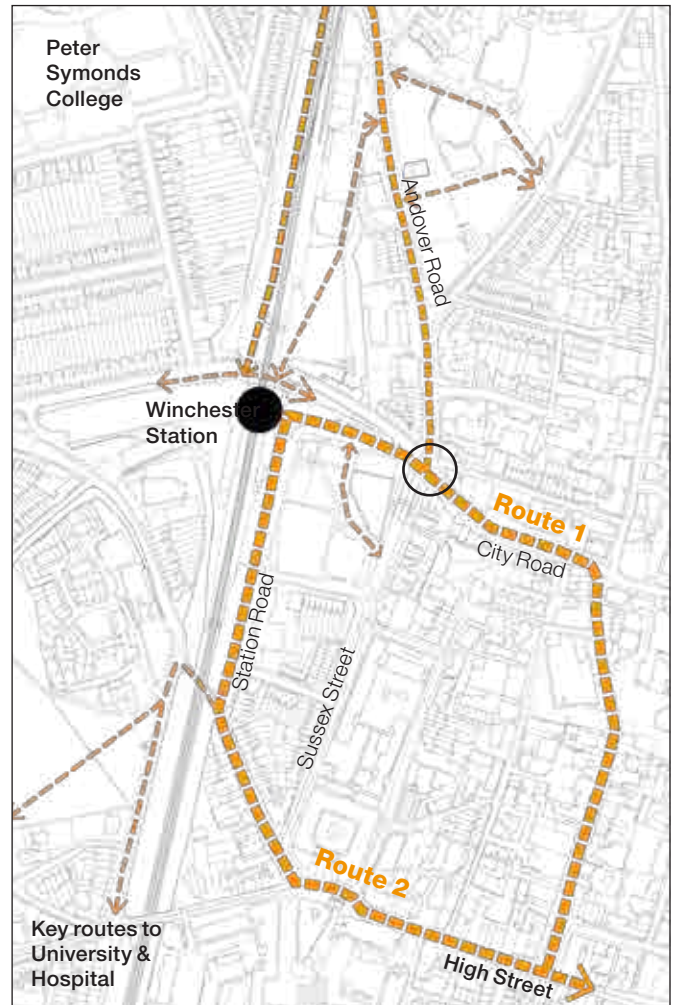 Peter
Symonds
College
Andover Road
Winchester
Station
Route 1
City Road
Station Road
Sussex Street
Route 2
Key routes to
University &
Hospital
High Street